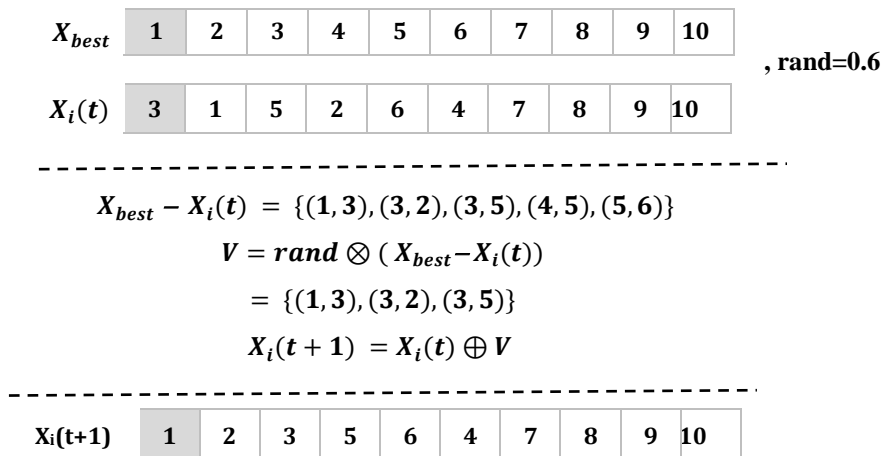 X_best 1 2 3 4 5 6 7 8 9 10
, rand=0.6
X_i(t) 3 1 5 2 6 4 7 8 9 10
X_best − X_i(t) = {(1, 3), (3, 2), (3, 5), (4, 5), (5, 6)}
V = rand ⊗ ( X_best−X_i(t))
= {(1, 3), (3, 2), (3, 5)}
X_i(t + 1) = X_i(t) ⊕ V
X_i(t+1) 1 2 3 5 6 4 7 8 9 10